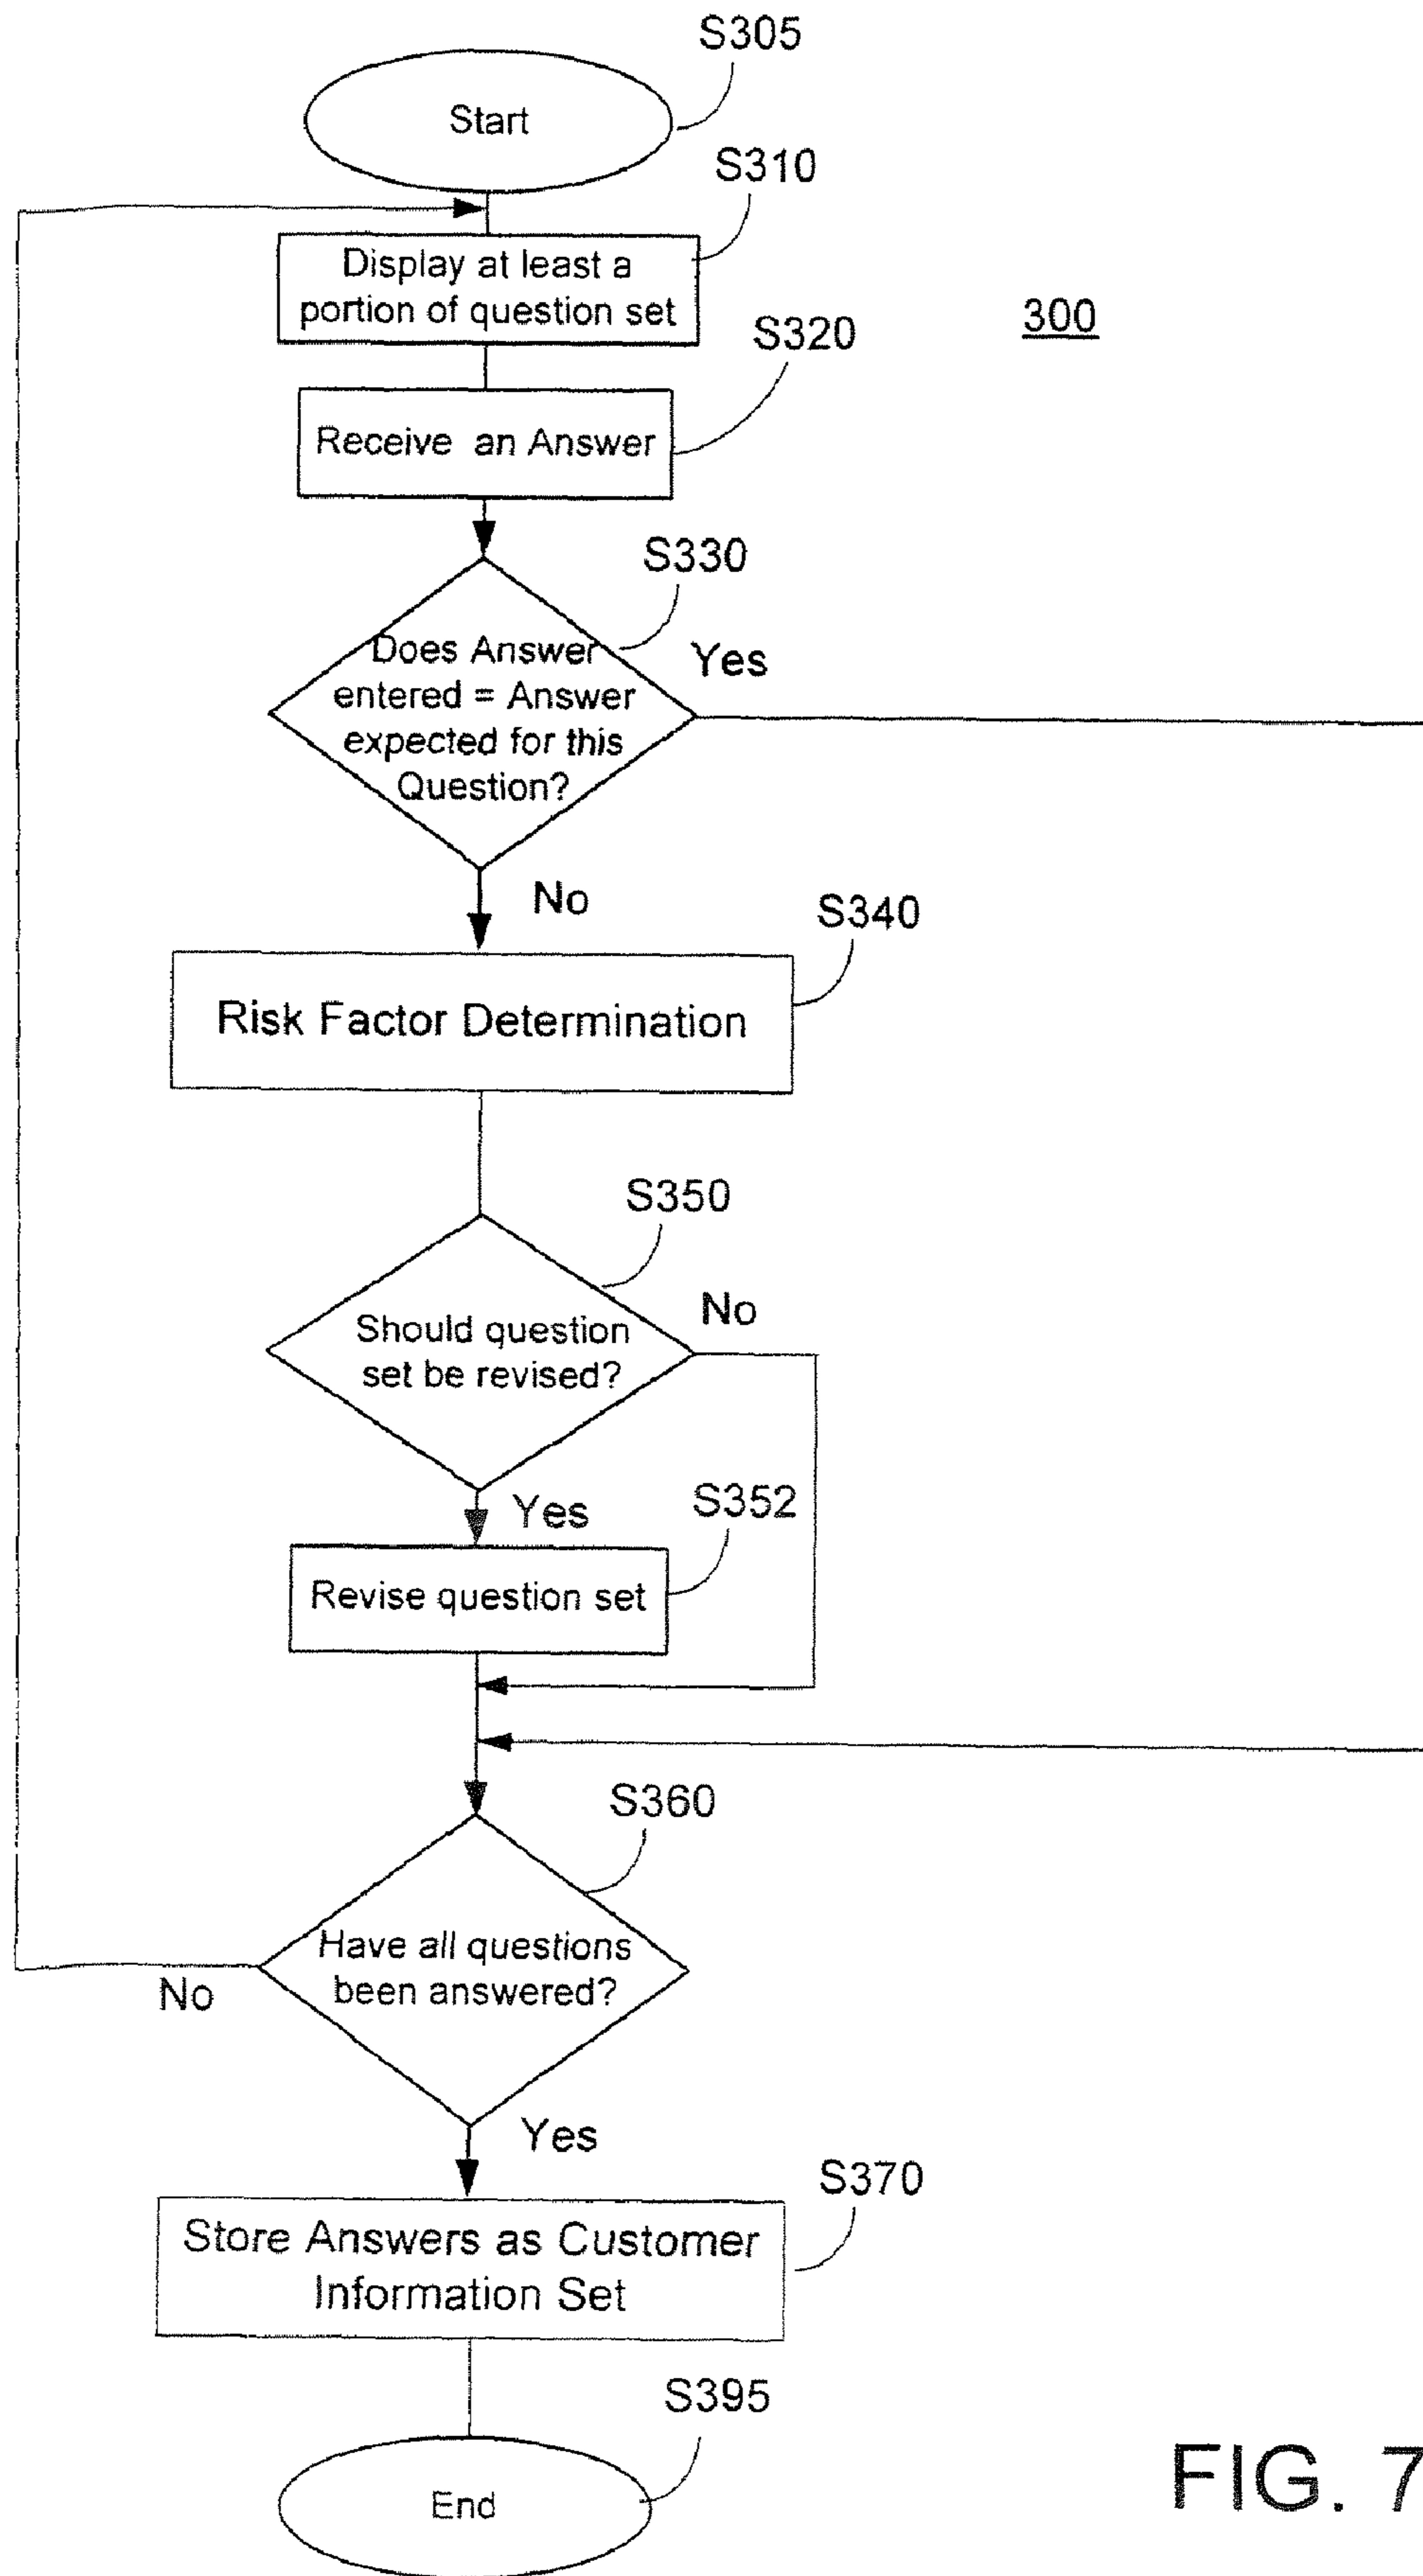 S305
Start
S310
Display at least a
portion of question set
300
S320
Receive an Answer
S330
Does Answer
entered = Answer
expected for this
Question?
Yes
No
S340
Risk Factor Determination
S350
No
Should question
set be revised?
Yes
S352
Revise question set
S360
Have all questions
been answered?
No
Yes
S370
Store Answers as Customer
Information Set
S395
End
FIG. 7